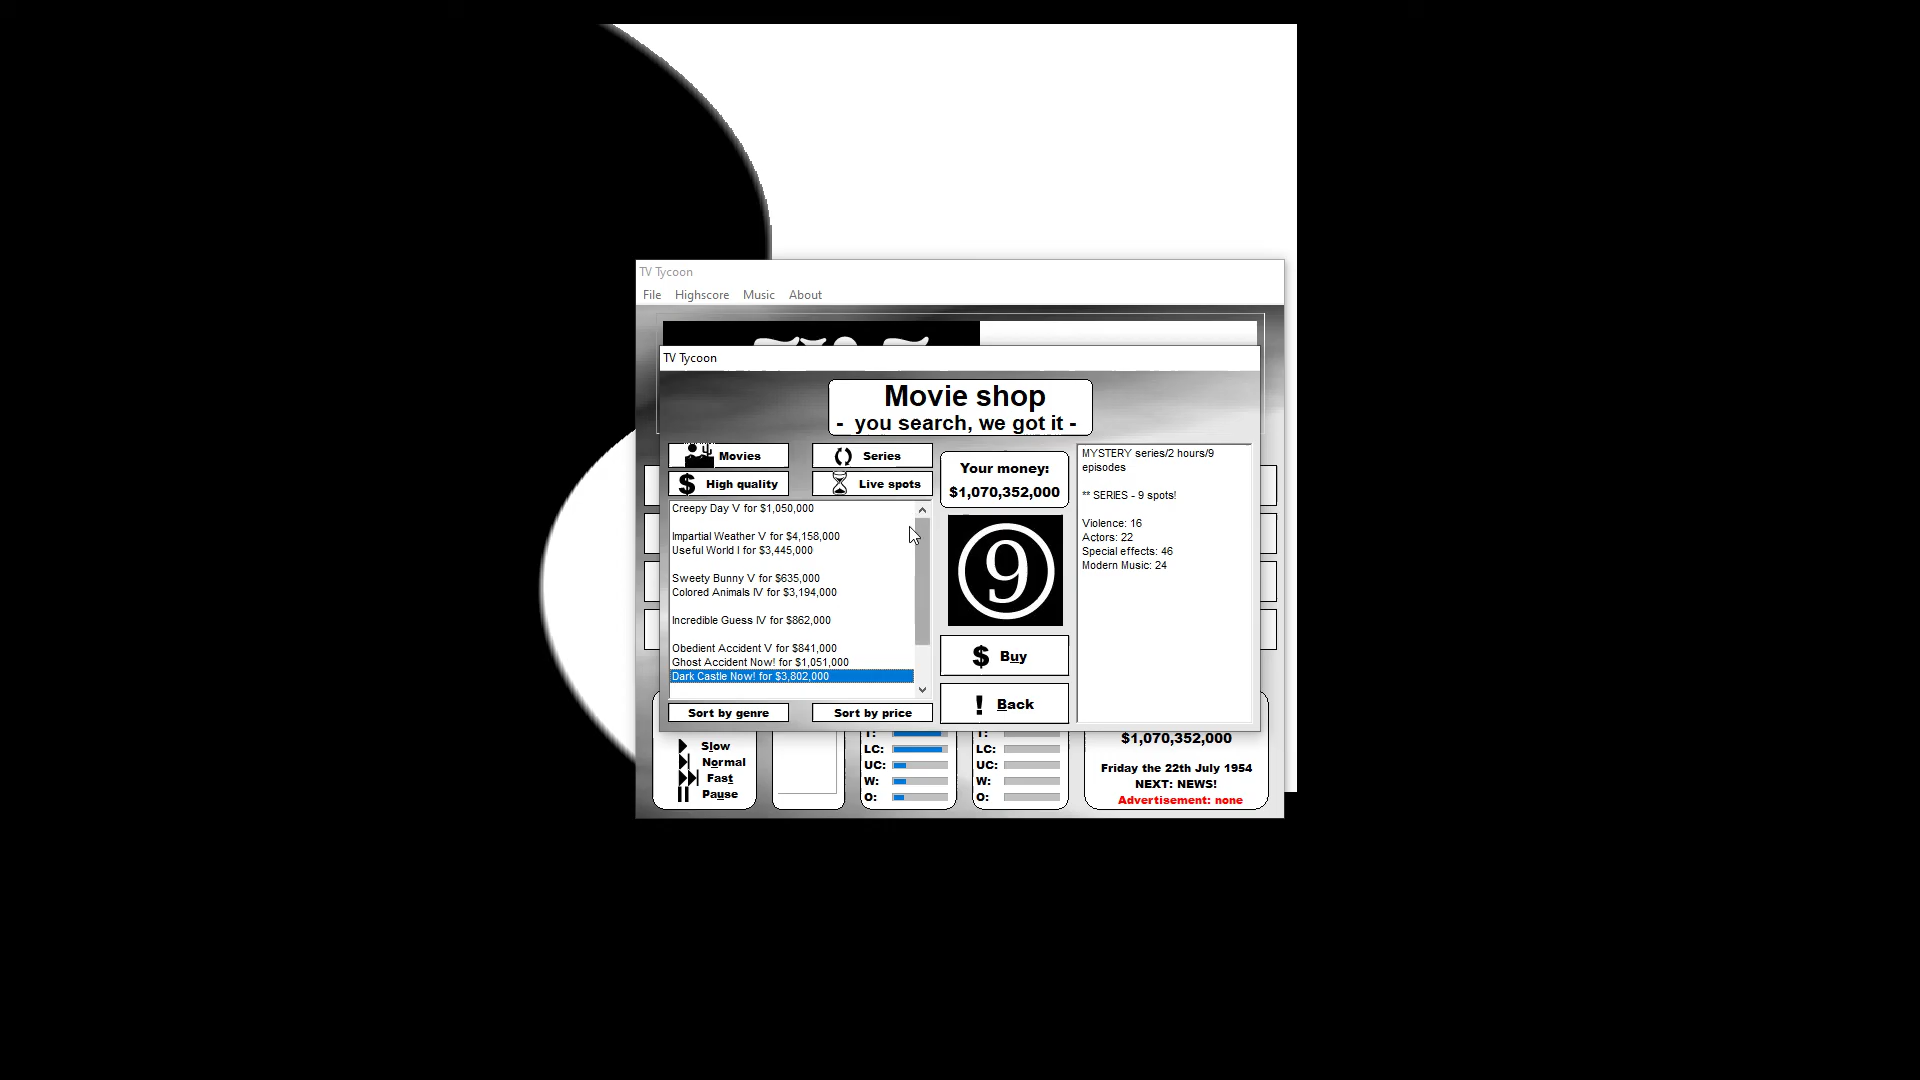 TV Tycoon
File Highscore Music About
TV Tycoon
Movie shop
- you search, we got it -
Movies
Series
High quality
Live spots
Creepy Day V for $1,050,000
Impartial Weather V for $4,158,000
Useful World I for $3,445,000
Sweety Bunny V for $635,000
Colored Animals IV for $3,194,000
Incredible Guess IV for $862,000
Obedient Accident V for $841,000
Ghost Accident Now! for $1,051,000
Dark Castle Now! for $3,802,000
Sort by genre
Sort by price
Your money:
$1,070,352,000
9
$ Buy
! Back
MYSTERY series/2 hours/9
episodes
** SERIES - 9 spots!
Violence: 16
Actors: 22
Special effects: 46
Modern Music: 24
Slow
Normal
Fast
Pause
LC:
UC:
W:
O:
LC:
UC:
W:
O:
$1,070,352,000
Friday the 22th July 1954
NEXT: NEWS!
Advertisement: none